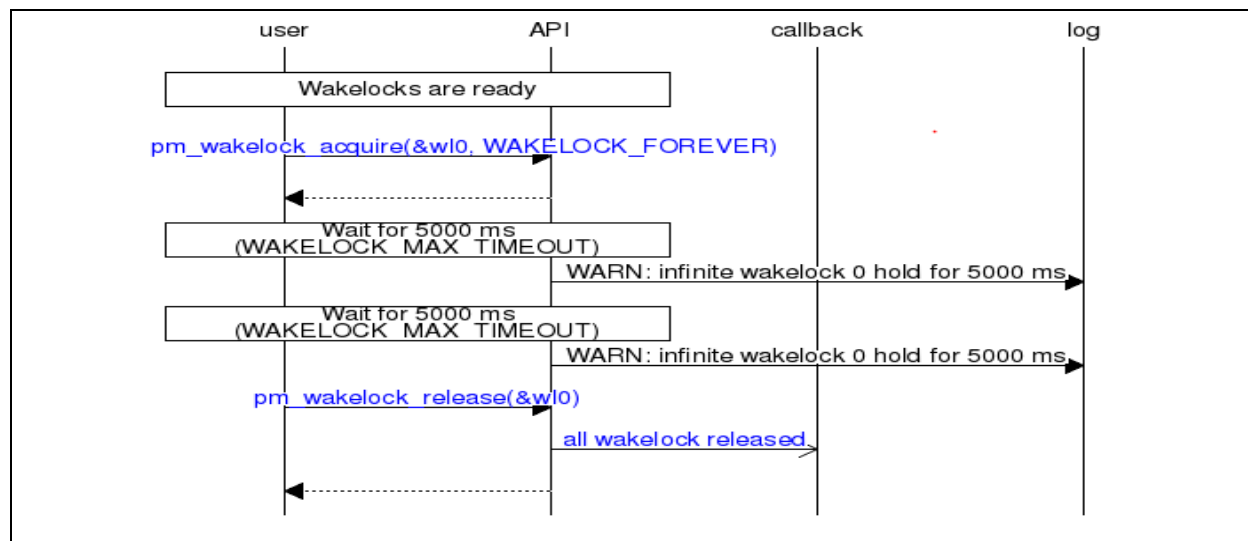 user API callback log
Wakelocks are ready
pm_wakelock_acquire(&wl0, WAKELOCK_FOREVER)
Wait for 5000 ms
(WAKELOCK_MAX_TIMEOUT)
WARN: infinite wakelock 0 hold for 5000 ms
Wait for 5000 ms
(WAKELOCK_MAX_TIMEOUT)
WARN: infinite wakelock 0 hold for 5000 ms
pm_wakelock_release(&wl0)
all wakelock released